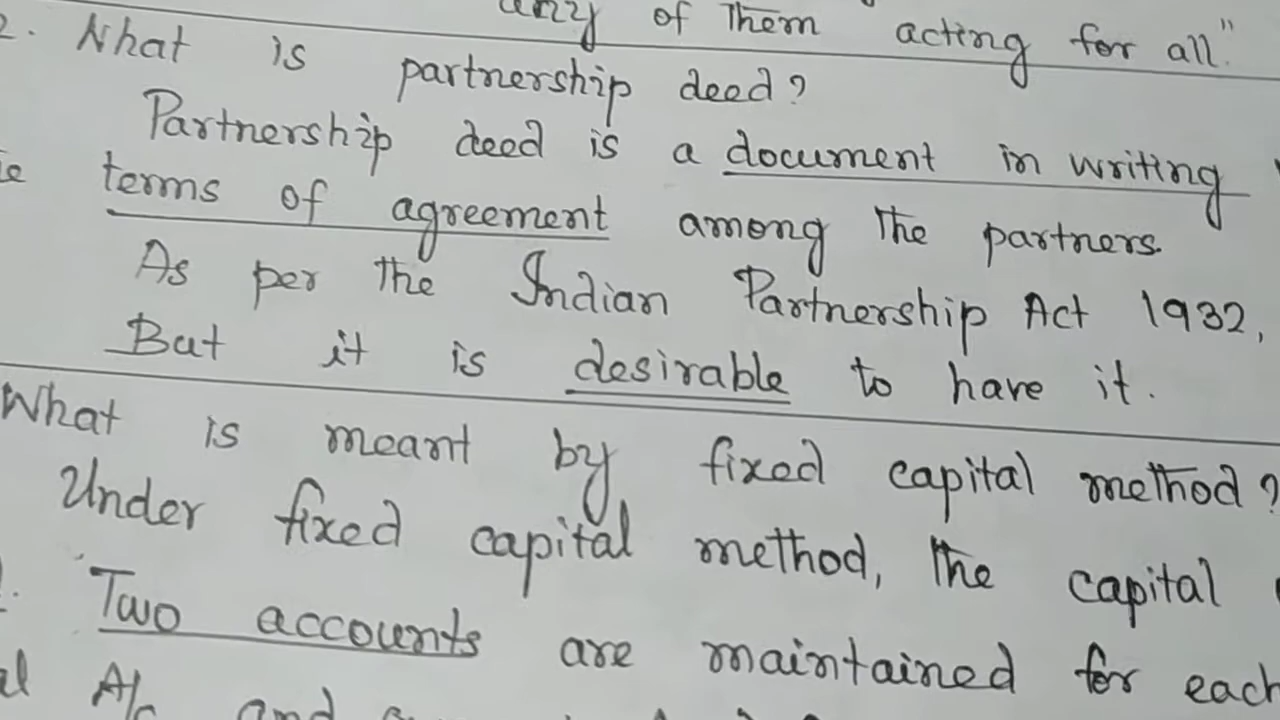 any of Them acting for all."
2. What is partnership deed?
Partnership deed is a document in writing
terms of agreement among the partners.
As per the Indian Partnership Act 1932,
But it is desirable to have it.
What is meant by fixed capital method?
Under fixed capital method, the capital
Two accounts are maintained for each
A/c and